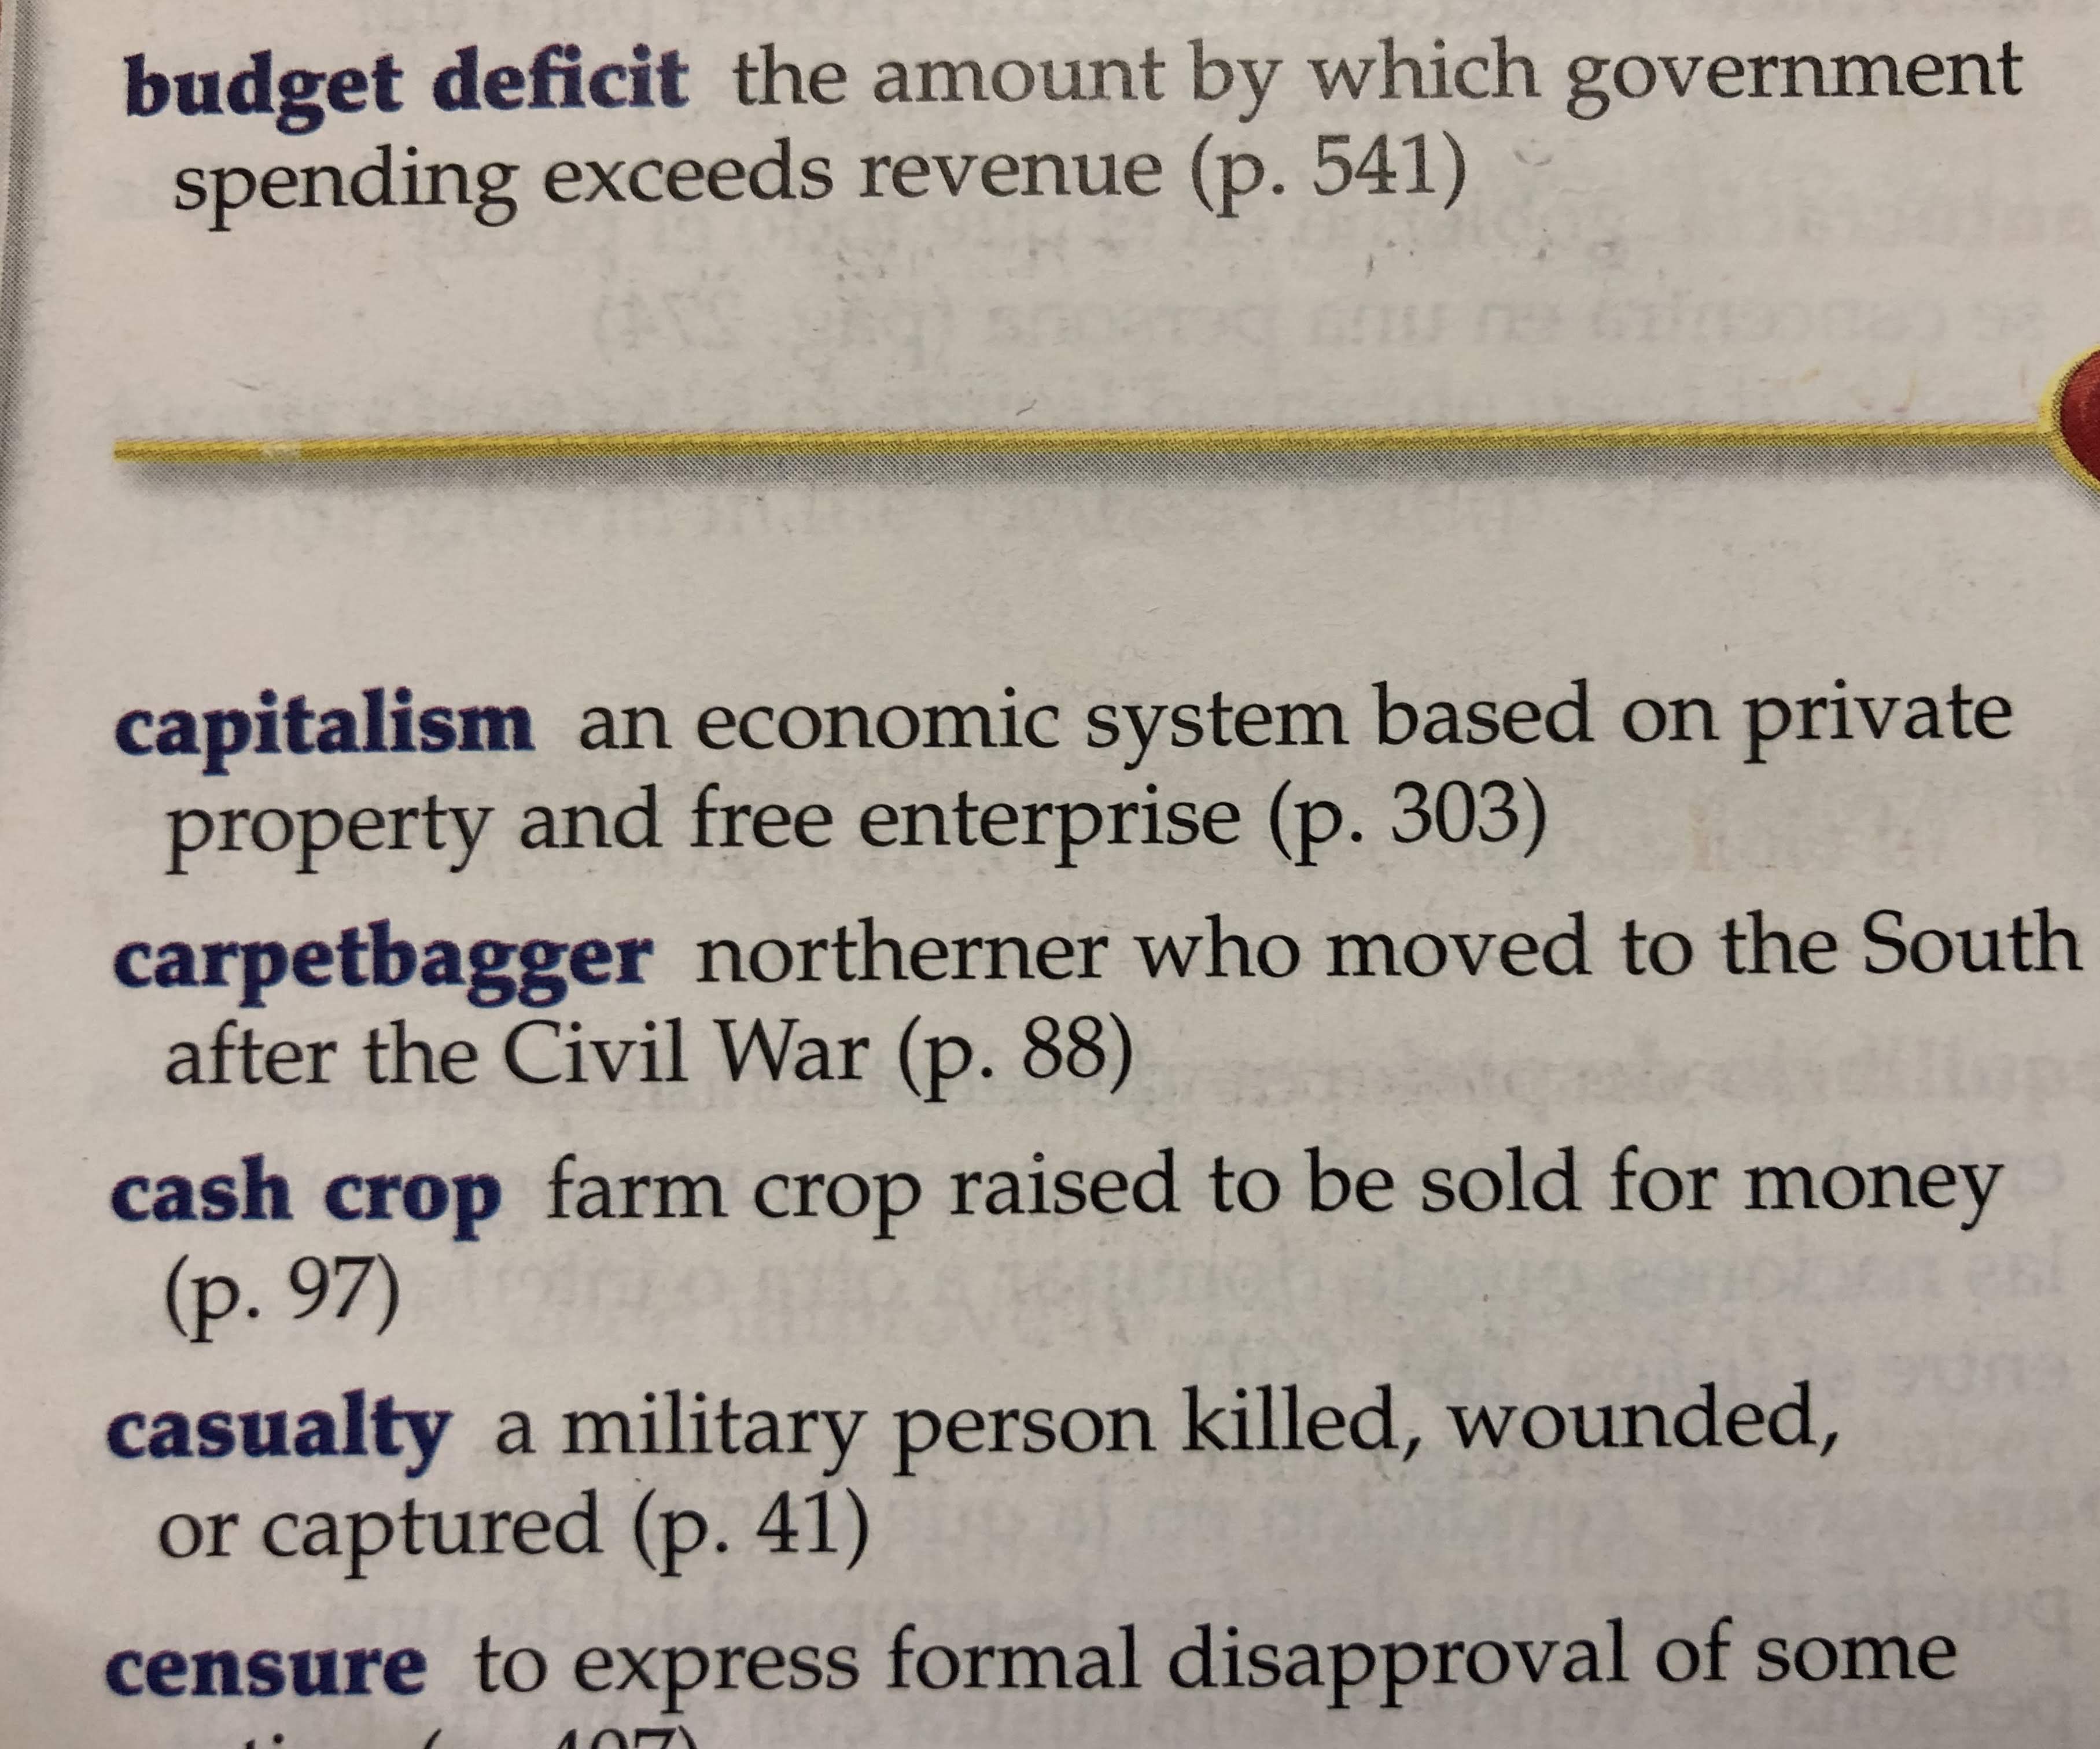 budget deficit the amount by which government
spending exceeds revenue (p. 541)
capitalism an economic system based on private
property and free enterprise (p. 303)
carpetbagger northerner who moved to the South
after the Civil War (p. 88)
cash crop farm crop raised to be sold for money
(p. 97)
casualty a military person killed, wounded,
or captured (p. 41)
censure to express formal disapproval of some